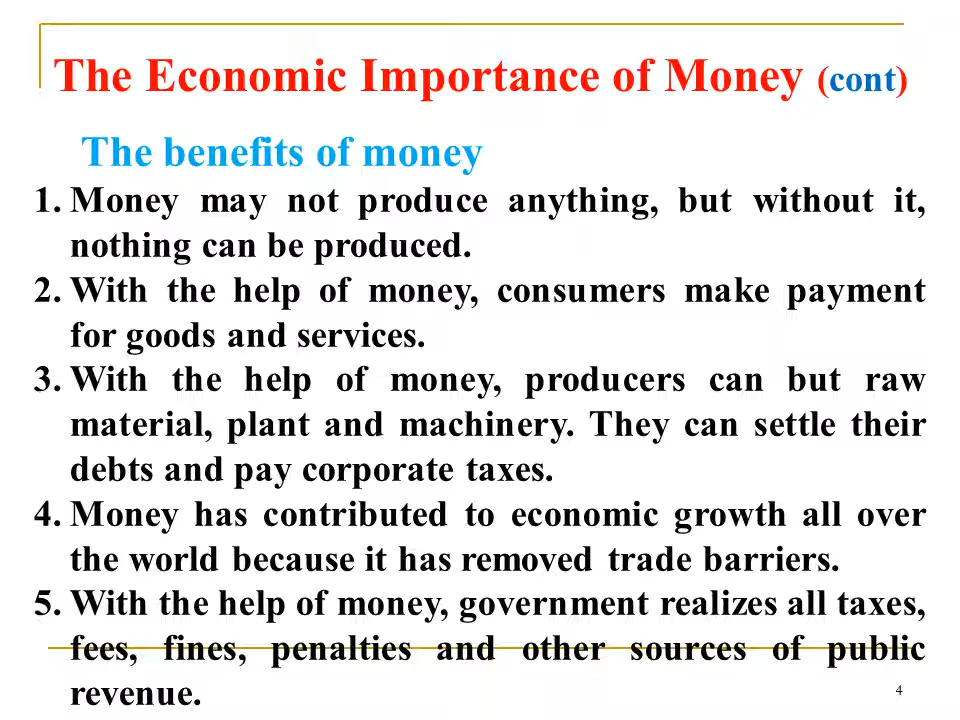 The Economic Importance of Money (cont)
The benefits of money
1. Money may not produce anything, but without it,
nothing can be produced.
2. With the help of money, consumers make payment
for goods and services.
3. With the help of money, producers can but raw
material, plant and machinery. They can settle their
debts and pay corporate taxes.
4. Money has contributed to economic growth all over
the world because it has removed trade barriers.
5. With the help of money, government realizes all taxes,
fees, fines, penalties and other sources of public
revenue.
4